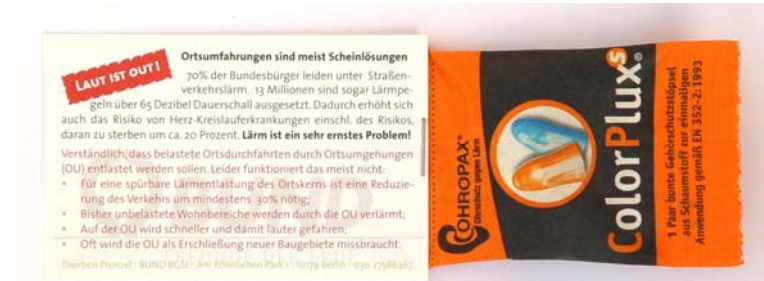 LAUT IST OUT!
Ortsumfahrungen sind meist Scheinlösungen
70% der Bundesbürger leiden unter Straßen-
verkehrslärm. 13 Millionen sind sogar Lärmpe-
geln über 65 Dezibel Dauerschall ausgesetzt. Dadurch erhöht sich
auch das Risiko von Herz-Kreislauferkrankungen einschl. des Risikos,
daran zu sterben um ca. 20 Prozent. Lärm ist ein sehr ernstes Problem!
Verständlich, dass belastete Ortsdurchfahrten durch Ortsumgehungen
(OU) entlastet werden sollen. Leider funktioniert das meist nicht:
• Für eine spürbare Lärmentlastung des Ortskerns ist eine Reduzie-
rung des Verkehrs um mindestens 30% nötig;
• Bisher unbelastete Wohnbereiche werden durch die OU verlärmt;
• Auf der OU wird schneller und damit lauter gefahren;
• Oft wird die OU als Erschließung neuer Baugebiete missbraucht.
FREUNDE DER ERDE
Thorben Prenzel • BUND BGSt • Am Köllnischen Park 1 • 10179 Berlin • 030 27586467
OHROPAX®
Ohrschutz gegen Lärm
ColorPluxs®
1 Paar bunte Gehörschutzstöpsel
aus Schaumstoff zur einmaligen
Anwendung gemäß EN 352-2:1993